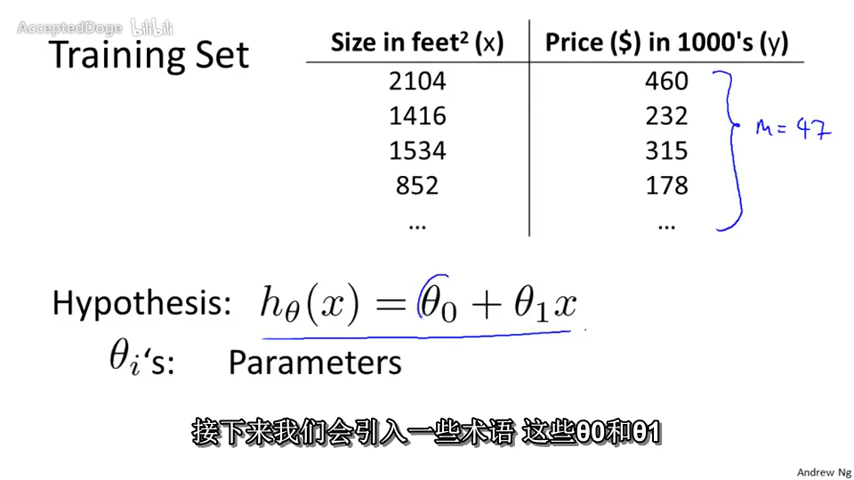 AcceptedDoge bilibili
Training Set
Size in feet² (x) Price ($) in 1000's (y)
2104 460
1416 232
1534 315
852 178
... ...
m = 47
Hypothesis: hθ(x) = θ₀ + θ₁x
θᵢ‘s: Parameters
接下来我们会引入一些术语 这些θ0和θ1
Andrew Ng